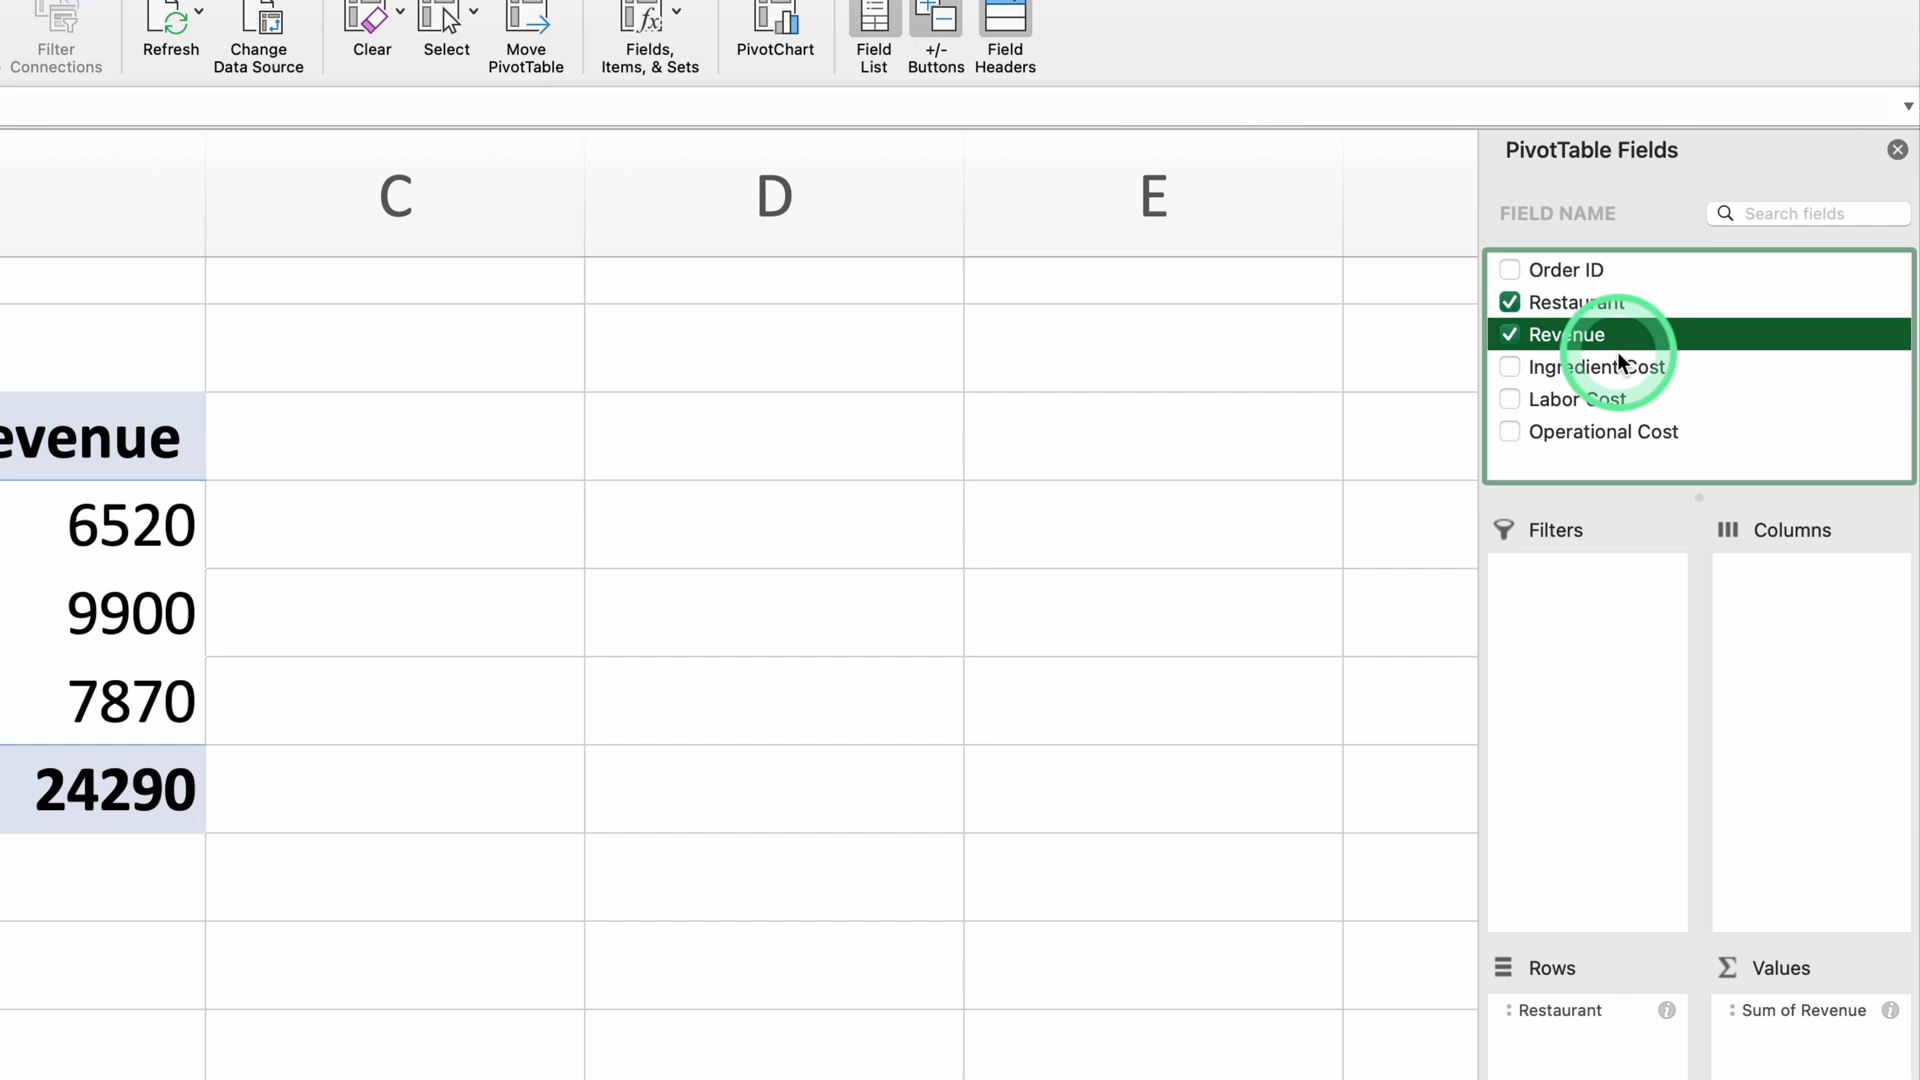 Filter
Connections
Refresh
Change
Data Source
Clear
Select
Move
PivotTable
fx
Fields,
Items, & Sets
PivotChart
Field
List
+/-
Buttons
Field
Headers
C
D
E
evenue
6520
9900
7870
24290
PivotTable Fields
FIELD NAME
Search fields
Order ID
Restaurant
Revenue
Ingredient Cost
Labor Cost
Operational Cost
Filters
Columns
Rows
Values
Restaurant
Sum of Revenue